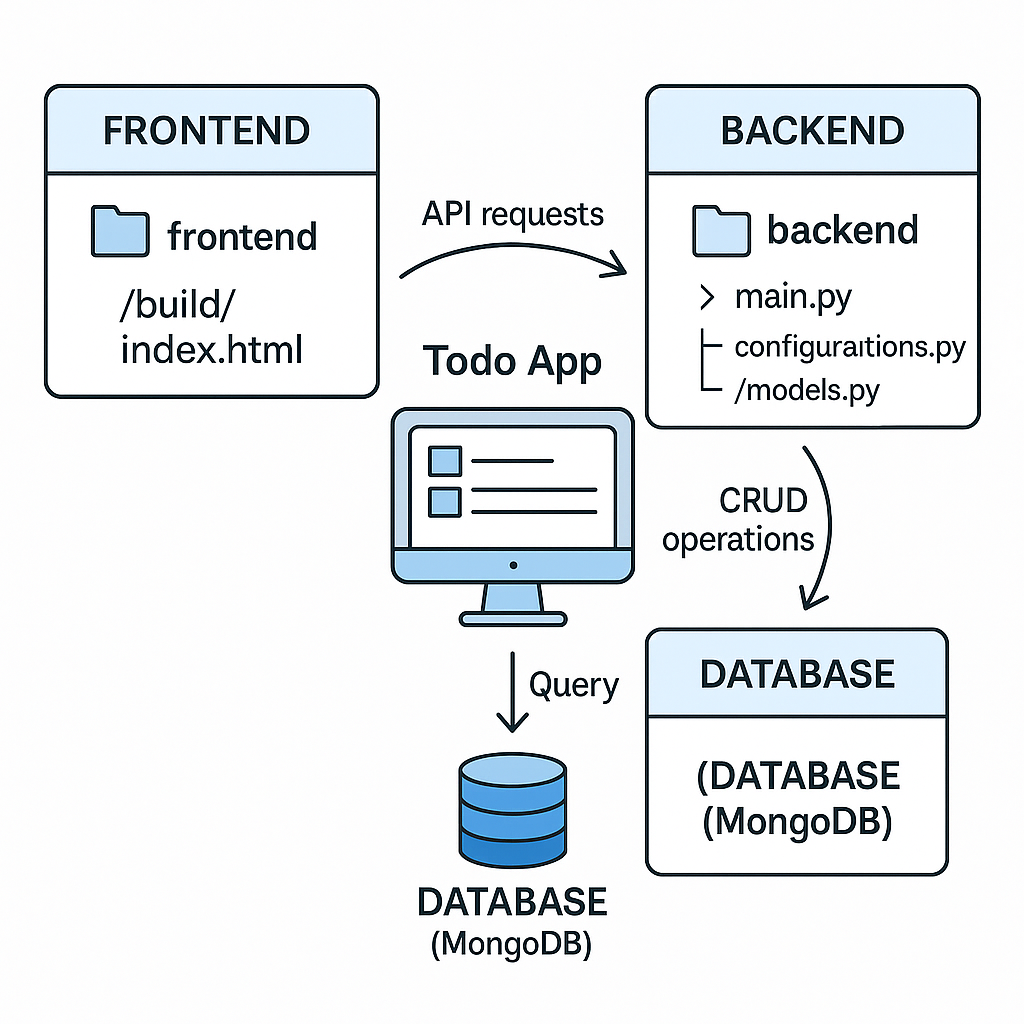 FRONTEND
frontend
/build/
index.html
API requests
BACKEND
backend
> main.py
configuraitions.py
/models.py
Todo App
CRUD
operations
Query
DATABASE
(MongoDB)
DATABASE
(DATABASE
(MongoDB)